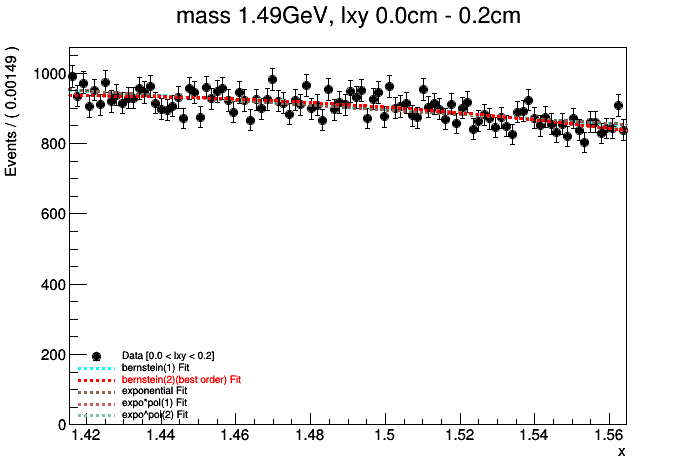 mass 1.49GeV, lxy 0.0cm - 0.2cm
Events / ( 0.00149 )
1000
800
600
400
200
0
Data [0.0 < lxy < 0.2]
bernstein(1) Fit
bernstein(2)(best order) Fit
exponential Fit
expo*pol(1) Fit
expo*pol(2) Fit
1.42 1.44 1.46 1.48 1.5 1.52 1.54 1.56
x